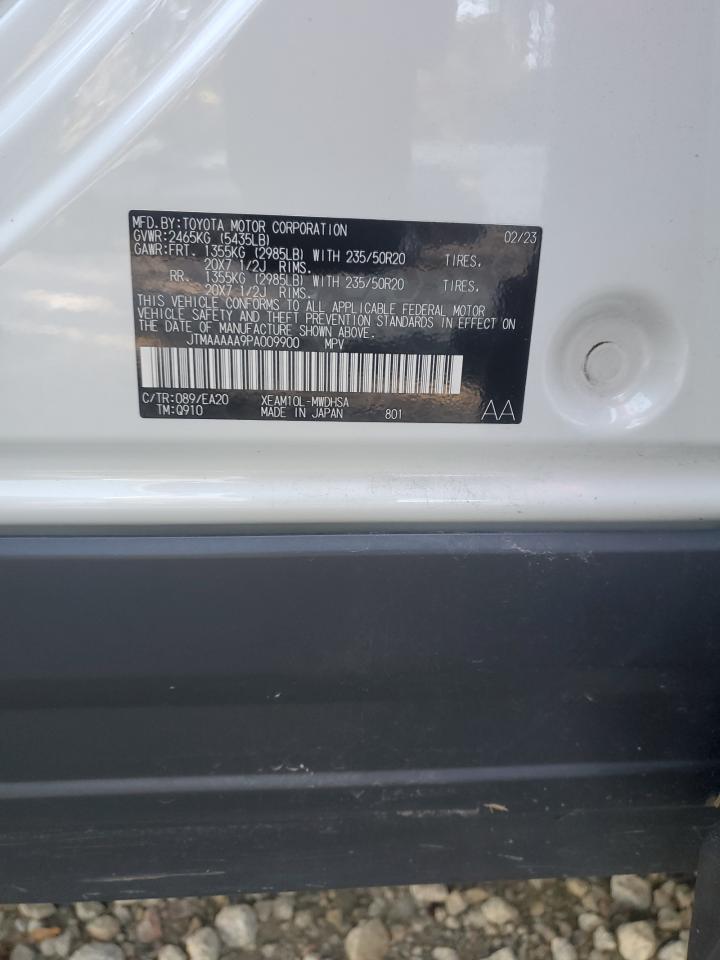 MFD.BY:TOYOTA MOTOR CORPORATION 02/23
GVWR:2465KG (5435LB)
GAWR:FRT. 1355KG (2985LB) WITH 235/50R20 TIRES,
20X7 1/2J RIMS.
RR. 1355KG (2985LB) WITH 235/50R20 TIRES,
20X7 1/2J RIMS.
THIS VEHICLE CONFORMS TO ALL APPLICABLE FEDERAL MOTOR
VEHICLE SAFETY AND THEFT PREVENTION STANDARDS IN EFFECT ON
THE DATE OF MANUFACTURE SHOWN ABOVE.
JTMAAAAA9PA009900 MPV
C/TR:089/EA20 XEAM10L-MWDHSA
TM:Q910 MADE IN JAPAN 801 AA